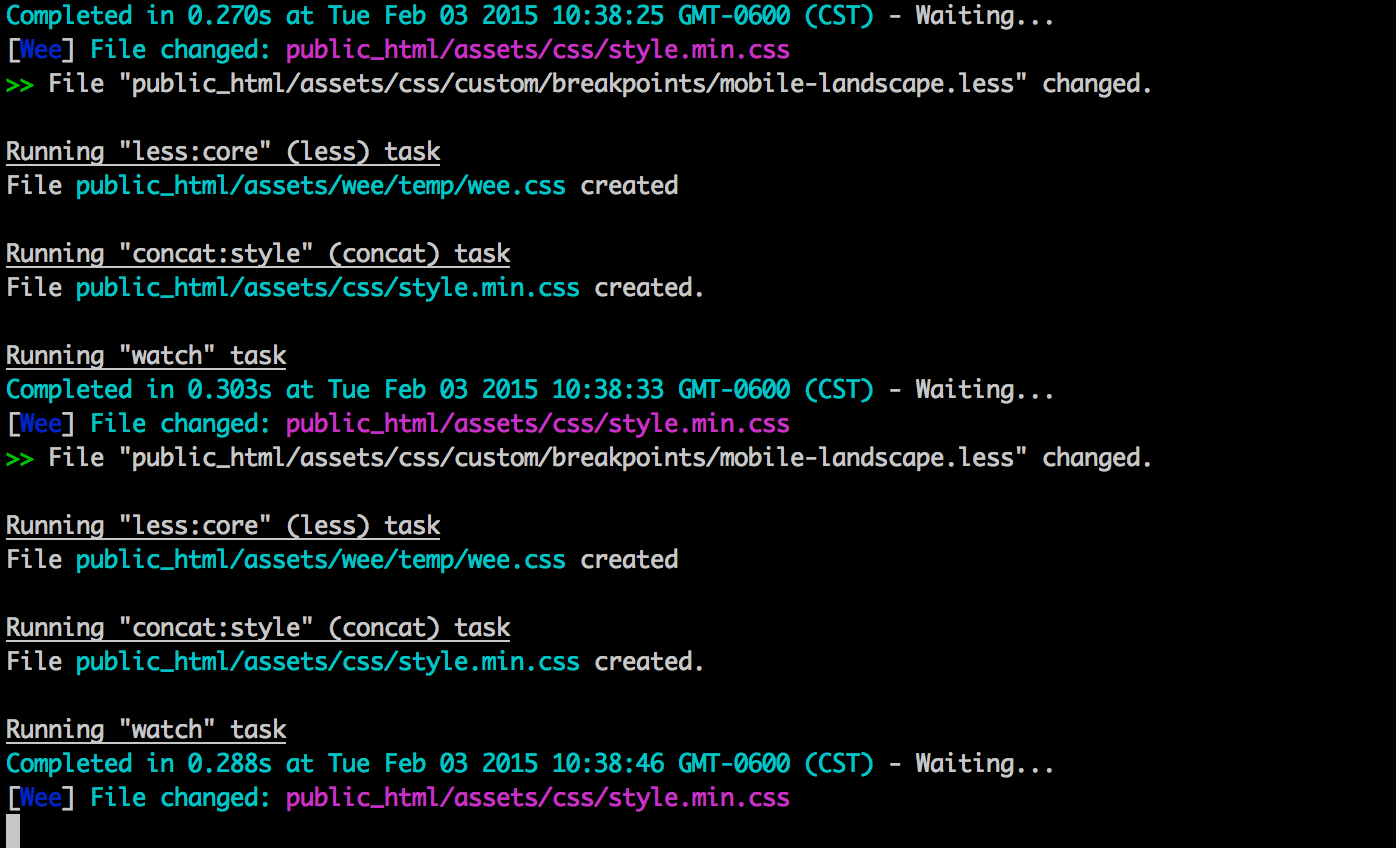 Completed in 0.270s at Tue Feb 03 2015 10:38:25 GMT-0600 (CST) - Waiting...
[Wee] File changed: public_html/assets/css/style.min.css
>> File "public_html/assets/css/custom/breakpoints/mobile-landscape.less" changed.
Running "less:core" (less) task
File public_html/assets/wee/temp/wee.css created
Running "concat:style" (concat) task
File public_html/assets/css/style.min.css created.
Running "watch" task
Completed in 0.303s at Tue Feb 03 2015 10:38:33 GMT-0600 (CST) - Waiting...
[Wee] File changed: public_html/assets/css/style.min.css
>> File "public_html/assets/css/custom/breakpoints/mobile-landscape.less" changed.
Running "less:core" (less) task
File public_html/assets/wee/temp/wee.css created
Running "concat:style" (concat) task
File public_html/assets/css/style.min.css created.
Running "watch" task
Completed in 0.288s at Tue Feb 03 2015 10:38:46 GMT-0600 (CST) - Waiting...
[Wee] File changed: public_html/assets/css/style.min.css